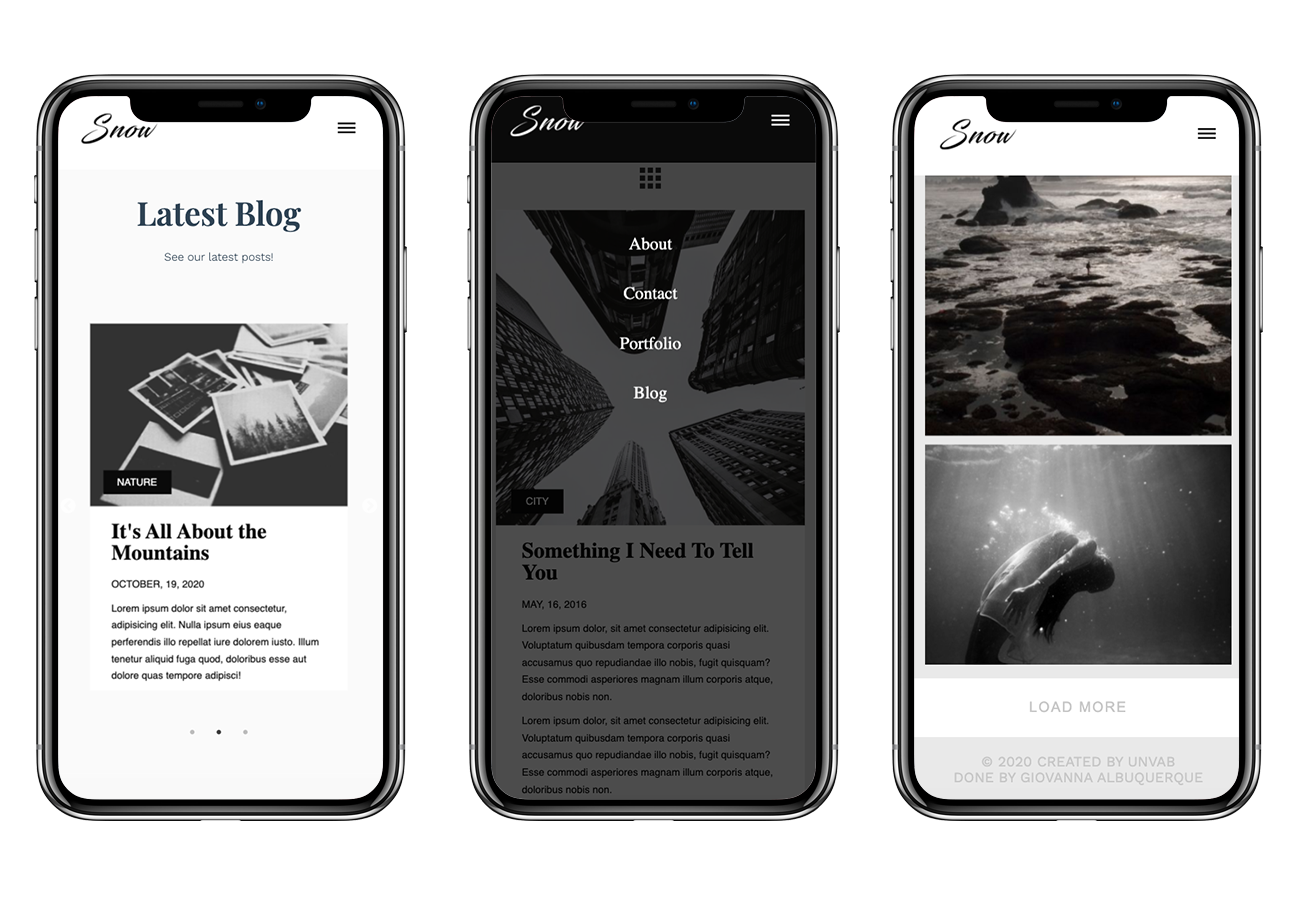 Snow
Latest Blog
See our latest posts!
NATURE
It's All About the
Mountains
OCTOBER, 19, 2020
Lorem ipsum dolor sit amet consectetur,
adipisicing elit. Nulla ipsum eius eaque
perferendis illo repellat iure dolorem iusto. Illum
tenetur aliquid fuga quod, doloribus esse aut
dolore quas tempore adipisci!
Snow
About
Contact
Portfolio
Blog
CITY
Something I Need To Tell
You
MAY, 16, 2016
Lorem ipsum dolor, sit amet consectetur adipisicing elit.
Voluptatum voluptatem tempora corporis quasi
accusamus quo repudiandae illo nobis, fugit quisquam?
Esse commodi asperiores magnam illum corporis atque,
doloribus nobis non.
Lorem ipsum dolor, sit amet consectetur adipisicing elit.
Voluptatum voluptatem tempora corporis quasi
accusamus quo repudiandae illo nobis, fugit quisquam?
Esse commodi asperiores magnam illum corporis atque,
doloribus nobis non.
Snow
LOAD MORE
© 2020 CREATED BY UNVAB
DONE BY GIOVANNA ALBUQUERQUE